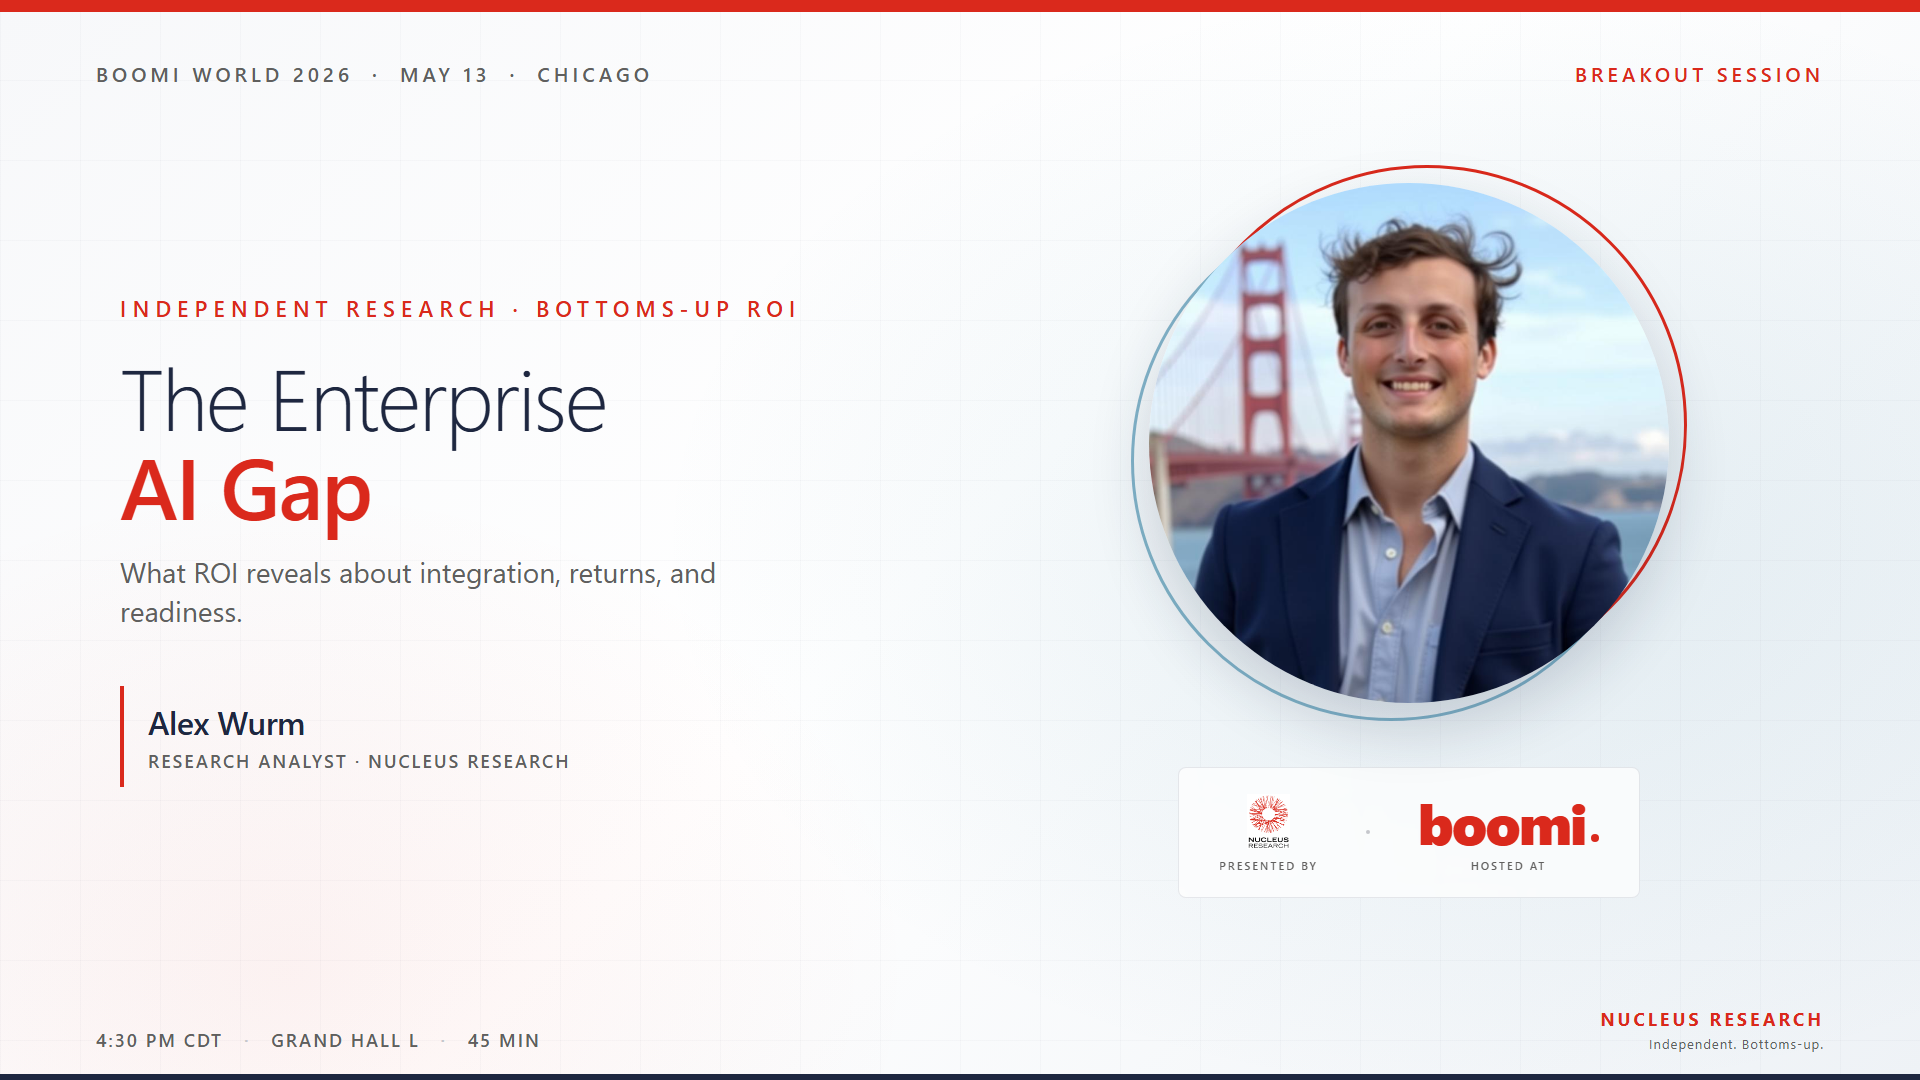 BOOMI WORLD 2026 · MAY 13 · CHICAGO
BREAKOUT SESSION
INDEPENDENT RESEARCH · BOTTOMS-UP ROI
The Enterprise
AI Gap
What ROI reveals about integration, returns, and
readiness.
Alex Wurm
RESEARCH ANALYST · NUCLEUS RESEARCH
NUCLEUS
RESEARCH
PRESENTED BY
·
boomi.
HOSTED AT
4:30 PM CDT · GRAND HALL L · 45 MIN
NUCLEUS RESEARCH
Independent. Bottoms-up.